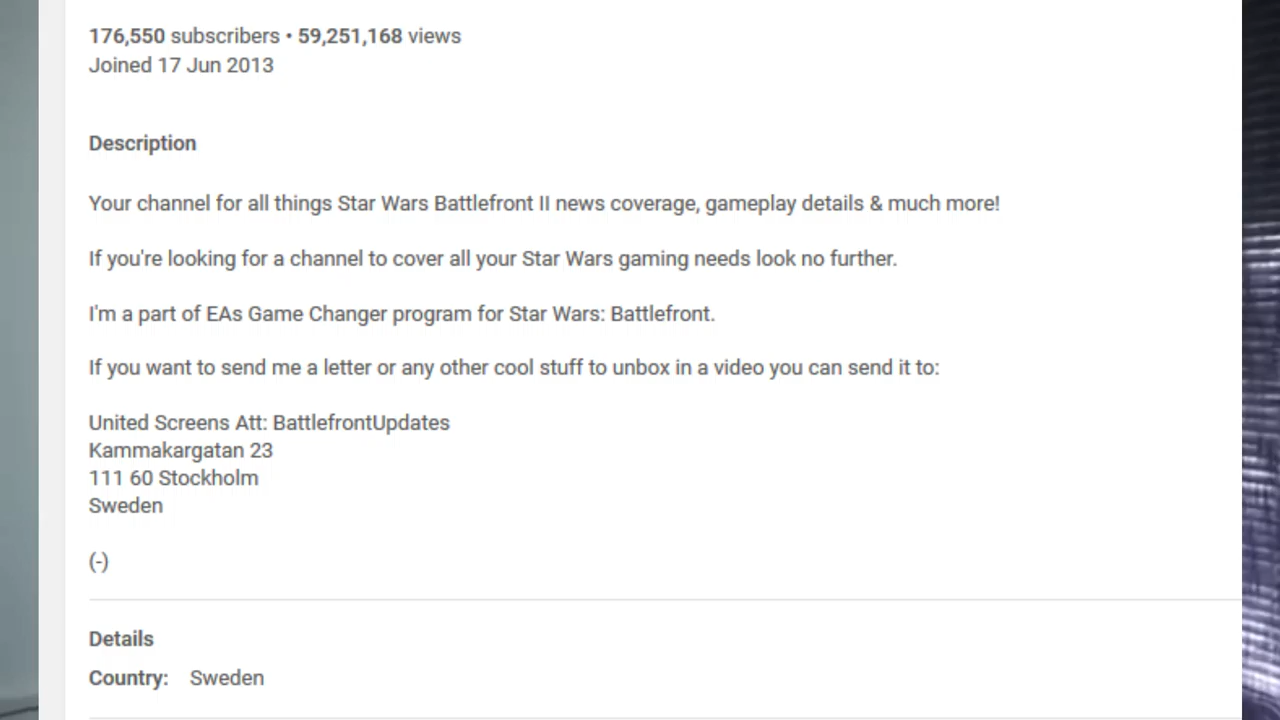 176,550 subscribers • 59,251,168 views
Joined 17 Jun 2013
Description
Your channel for all things Star Wars Battlefront II news coverage, gameplay details & much more!
If you're looking for a channel to cover all your Star Wars gaming needs look no further.
I'm a part of EAs Game Changer program for Star Wars: Battlefront.
If you want to send me a letter or any other cool stuff to unbox in a video you can send it to:
United Screens Att: BattlefrontUpdates
Kammakargatan 23
111 60 Stockholm
Sweden
(-)
Details
Country: Sweden